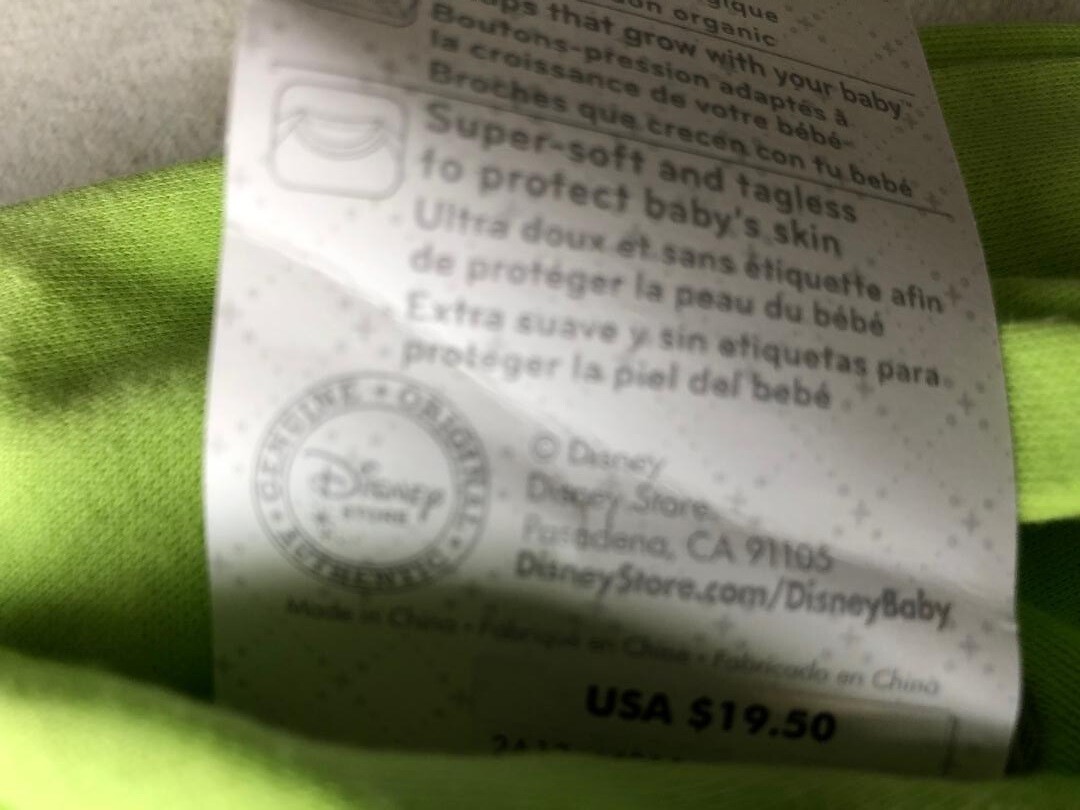 gique
on organic
ps that grow with your baby™
Boutons-pression adaptés à
la croissance de votre bébé
Broches que crecen con tu bebé
Super-soft and tagless
to protect baby's skin
Ultra doux et sans étiquette afin
de protéger la peau du bébé
Extra suave y sin etiquetas para
proteger la piel del bebé
GENUINE • ORIGINAL • AUTHENTIC •
Disney
STORE
© Disney
Disney Store,
Pasadena, CA 91105
DisneyStore.com/DisneyBaby
Made in China • Fabriqué en Chine • Fabricado en China
USA $19.50